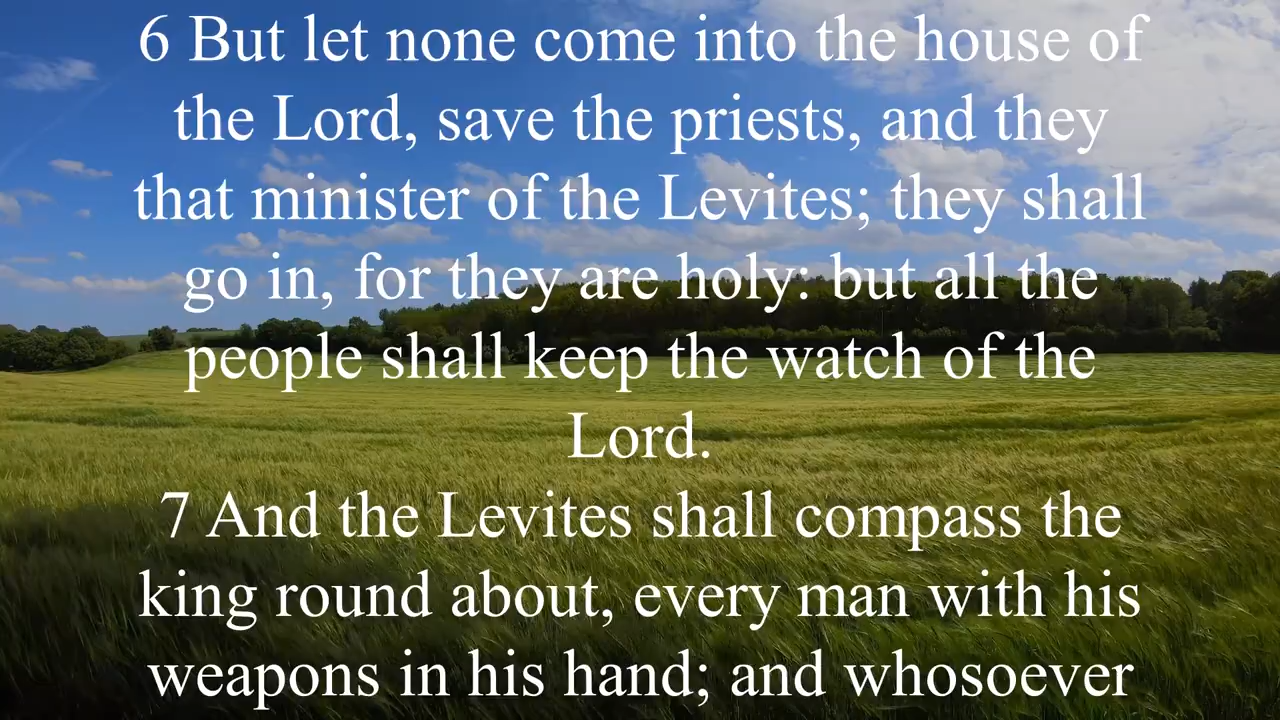 6 But let none come into the house of
the Lord, save the priests, and they
that minister of the Levites; they shall
go in, for they are holy: but all the
people shall keep the watch of the
Lord.
7 And the Levites shall compass the
king round about, every man with his
weapons in his hand; and whosoever